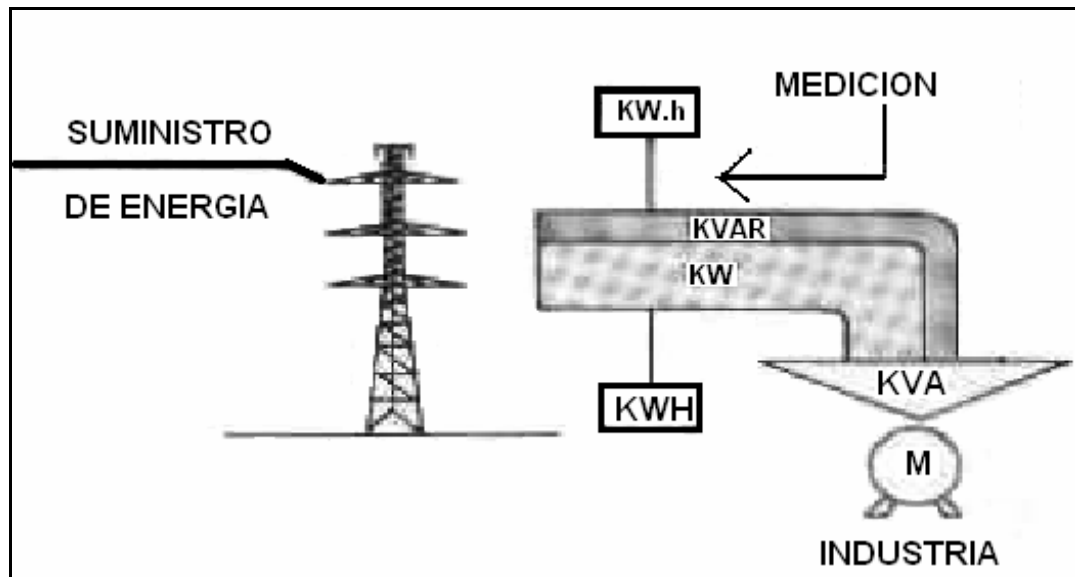 SUMINISTRO
DE ENERGIA
MEDICION
KW.h
KVAR
KW
KWH
KVA
M
INDUSTRIA